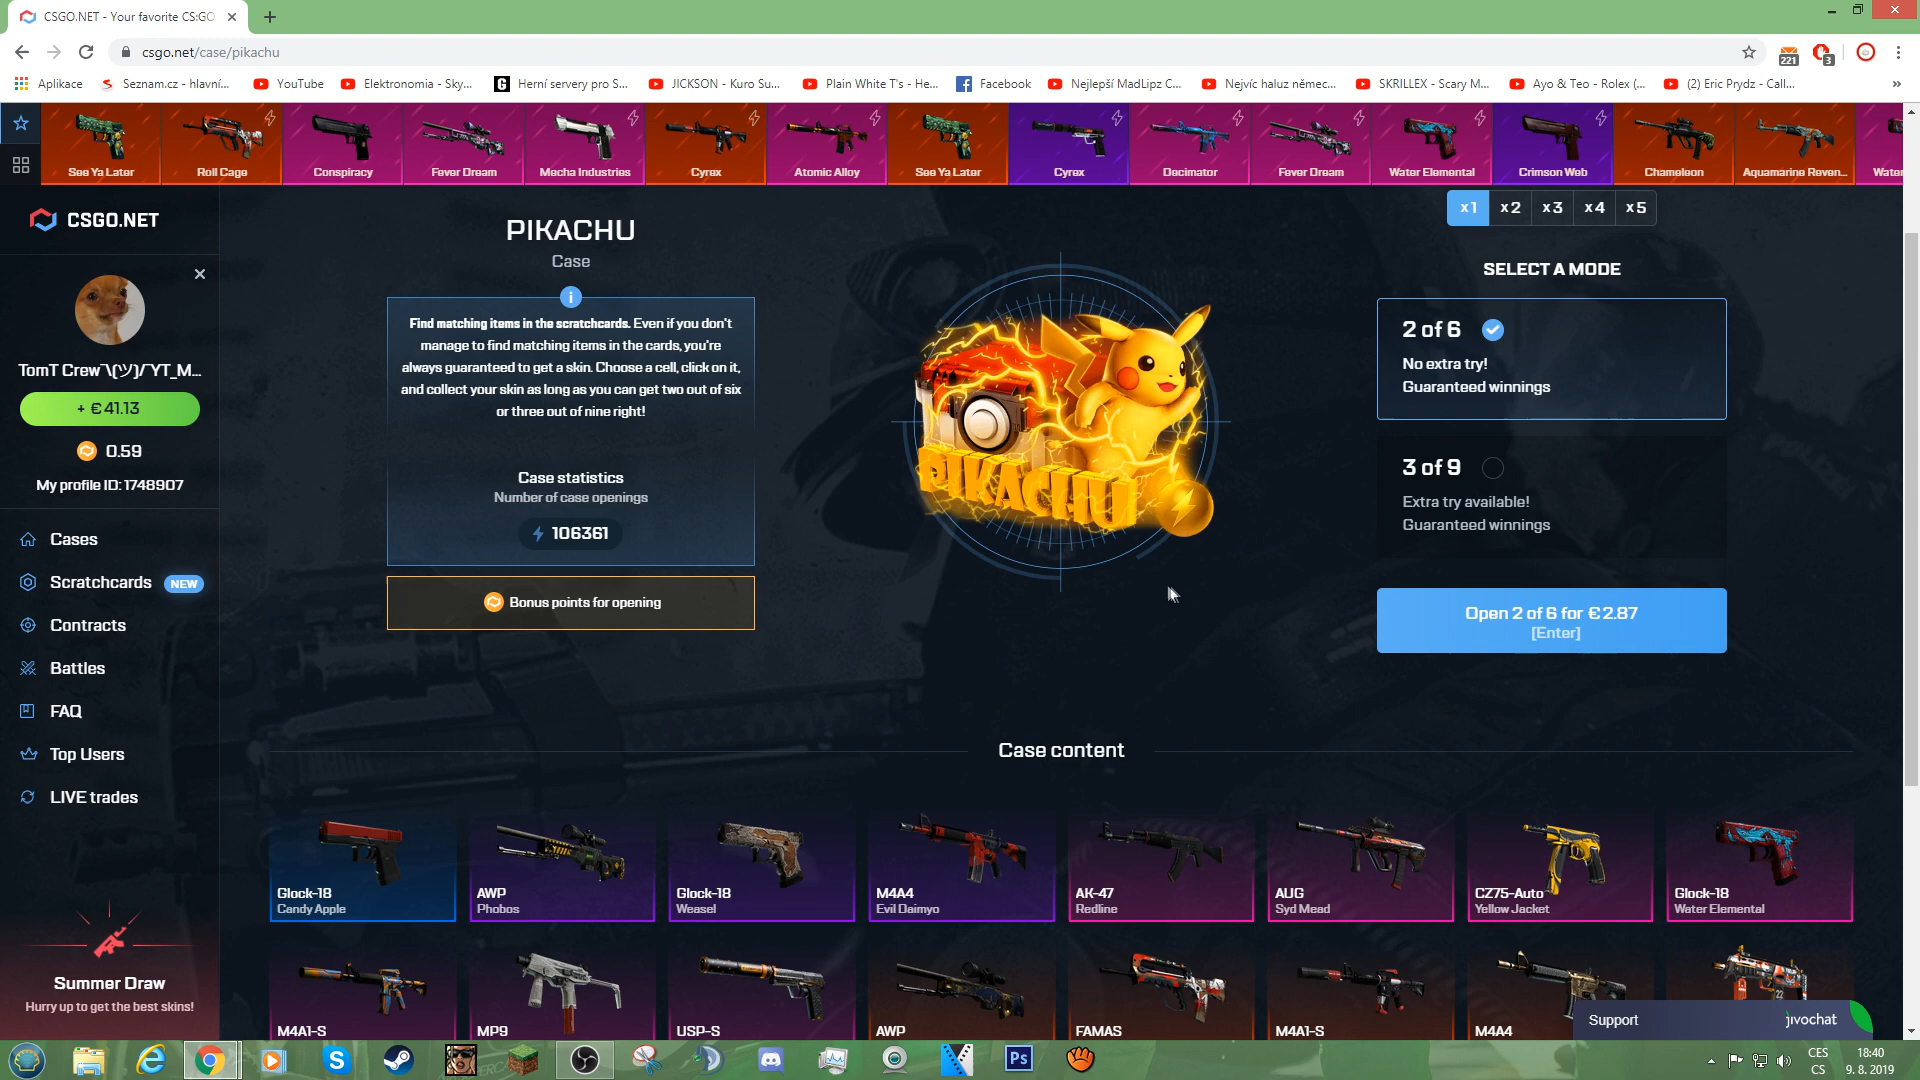 CSGO.NET - Your favorite CS:GO
csgo.net/case/pikachu
221
3
Aplikace
Seznam.cz - hlavní...
YouTube
Elektronomia - Sky...
Herní servery pro S...
JICKSON - Kuro Su...
Plain White T's - He...
Facebook
Nejlepší MadLipz C...
Nejvíc haluz němec...
SKRILLEX - Scary M...
Ayo & Teo - Rolex (...
(2) Eric Prydz - Call...
See Ya Later
Roll Cage
Conspiracy
Fever Dream
Mecha Industries
Cyrex
Atomic Alloy
See Ya Later
Cyrex
Decimator
Fever Dream
Water Elemental
Crimson Web
Chameleon
Aquamarine Reven...
Water
CSGO.NET
TomT Crew¯\(ツ)/¯YT_M...
+ €41.13
0.59
My profile ID: 1748907
Cases
Scratchcards NEW
Contracts
Battles
FAQ
Top Users
LIVE trades
Summer Draw
Hurry up to get the best skins!
PIKACHU
Case
Find matching items in the scratchcards. Even if you don't
manage to find matching items in the cards, you're
always guaranteed to get a skin. Choose a cell, click on it,
and collect your skin as long as you can get two out of six
or three out of nine right!
Case statistics
Number of case openings
106361
Bonus points for opening
PIKACHU
x1 x2 x3 x4 x5
SELECT A MODE
2 of 6
No extra try!
Guaranteed winnings
3 of 9
Extra try available!
Guaranteed winnings
Open 2 of 6 for €2.87
[Enter]
Case content
Glock-18
Candy Apple
AWP
Phobos
Glock-18
Weasel
M4A4
Evil Daimyo
AK-47
Redline
AUG
Syd Mead
CZ75-Auto
Yellow Jacket
Glock-18
Water Elemental
M4A1-S
MP9
USP-S
AWP
FAMAS
M4A1-S
M4A4
Support
jivochat
Ps
CES
CS
18:40
9. 8. 2019